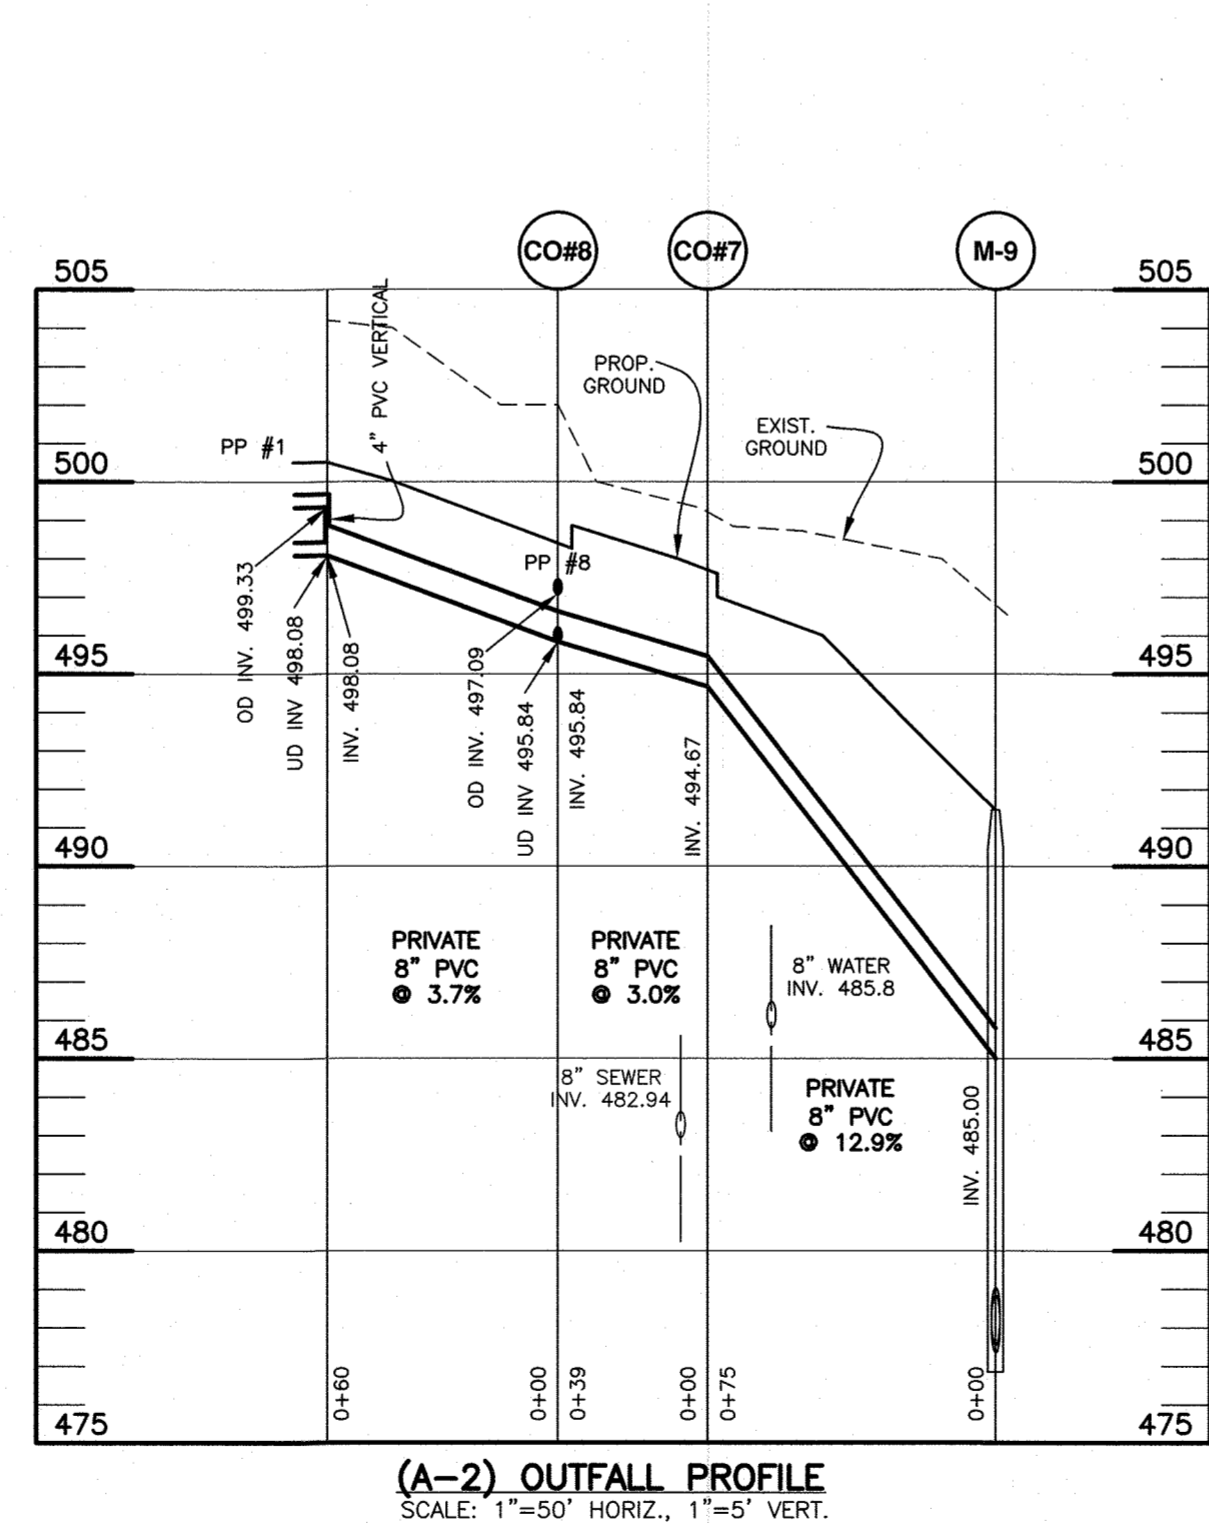 CO#8
CO#7
M-9
505
505
4" PVC VERTICAL
PROP.
GROUND
EXIST.
GROUND
PP #1
500
500
PP #8
OD INV. 499.33
UD INV 498.08
INV. 498.08
OD INV. 497.09
UD INV 495.84
INV. 495.84
INV. 494.67
495
495
490
490
PRIVATE
8" PVC
@ 3.7%
PRIVATE
8" PVC
@ 3.0%
8" WATER
INV. 485.8
485
485
8" SEWER
INV. 482.94
PRIVATE
8" PVC
@ 12.9%
INV. 485.00
480
480
0+60
0+00
0+39
0+00
0+75
0+00
475
475
(A-2) OUTFALL PROFILE
SCALE: 1"=50' HORIZ., 1"=5' VERT.